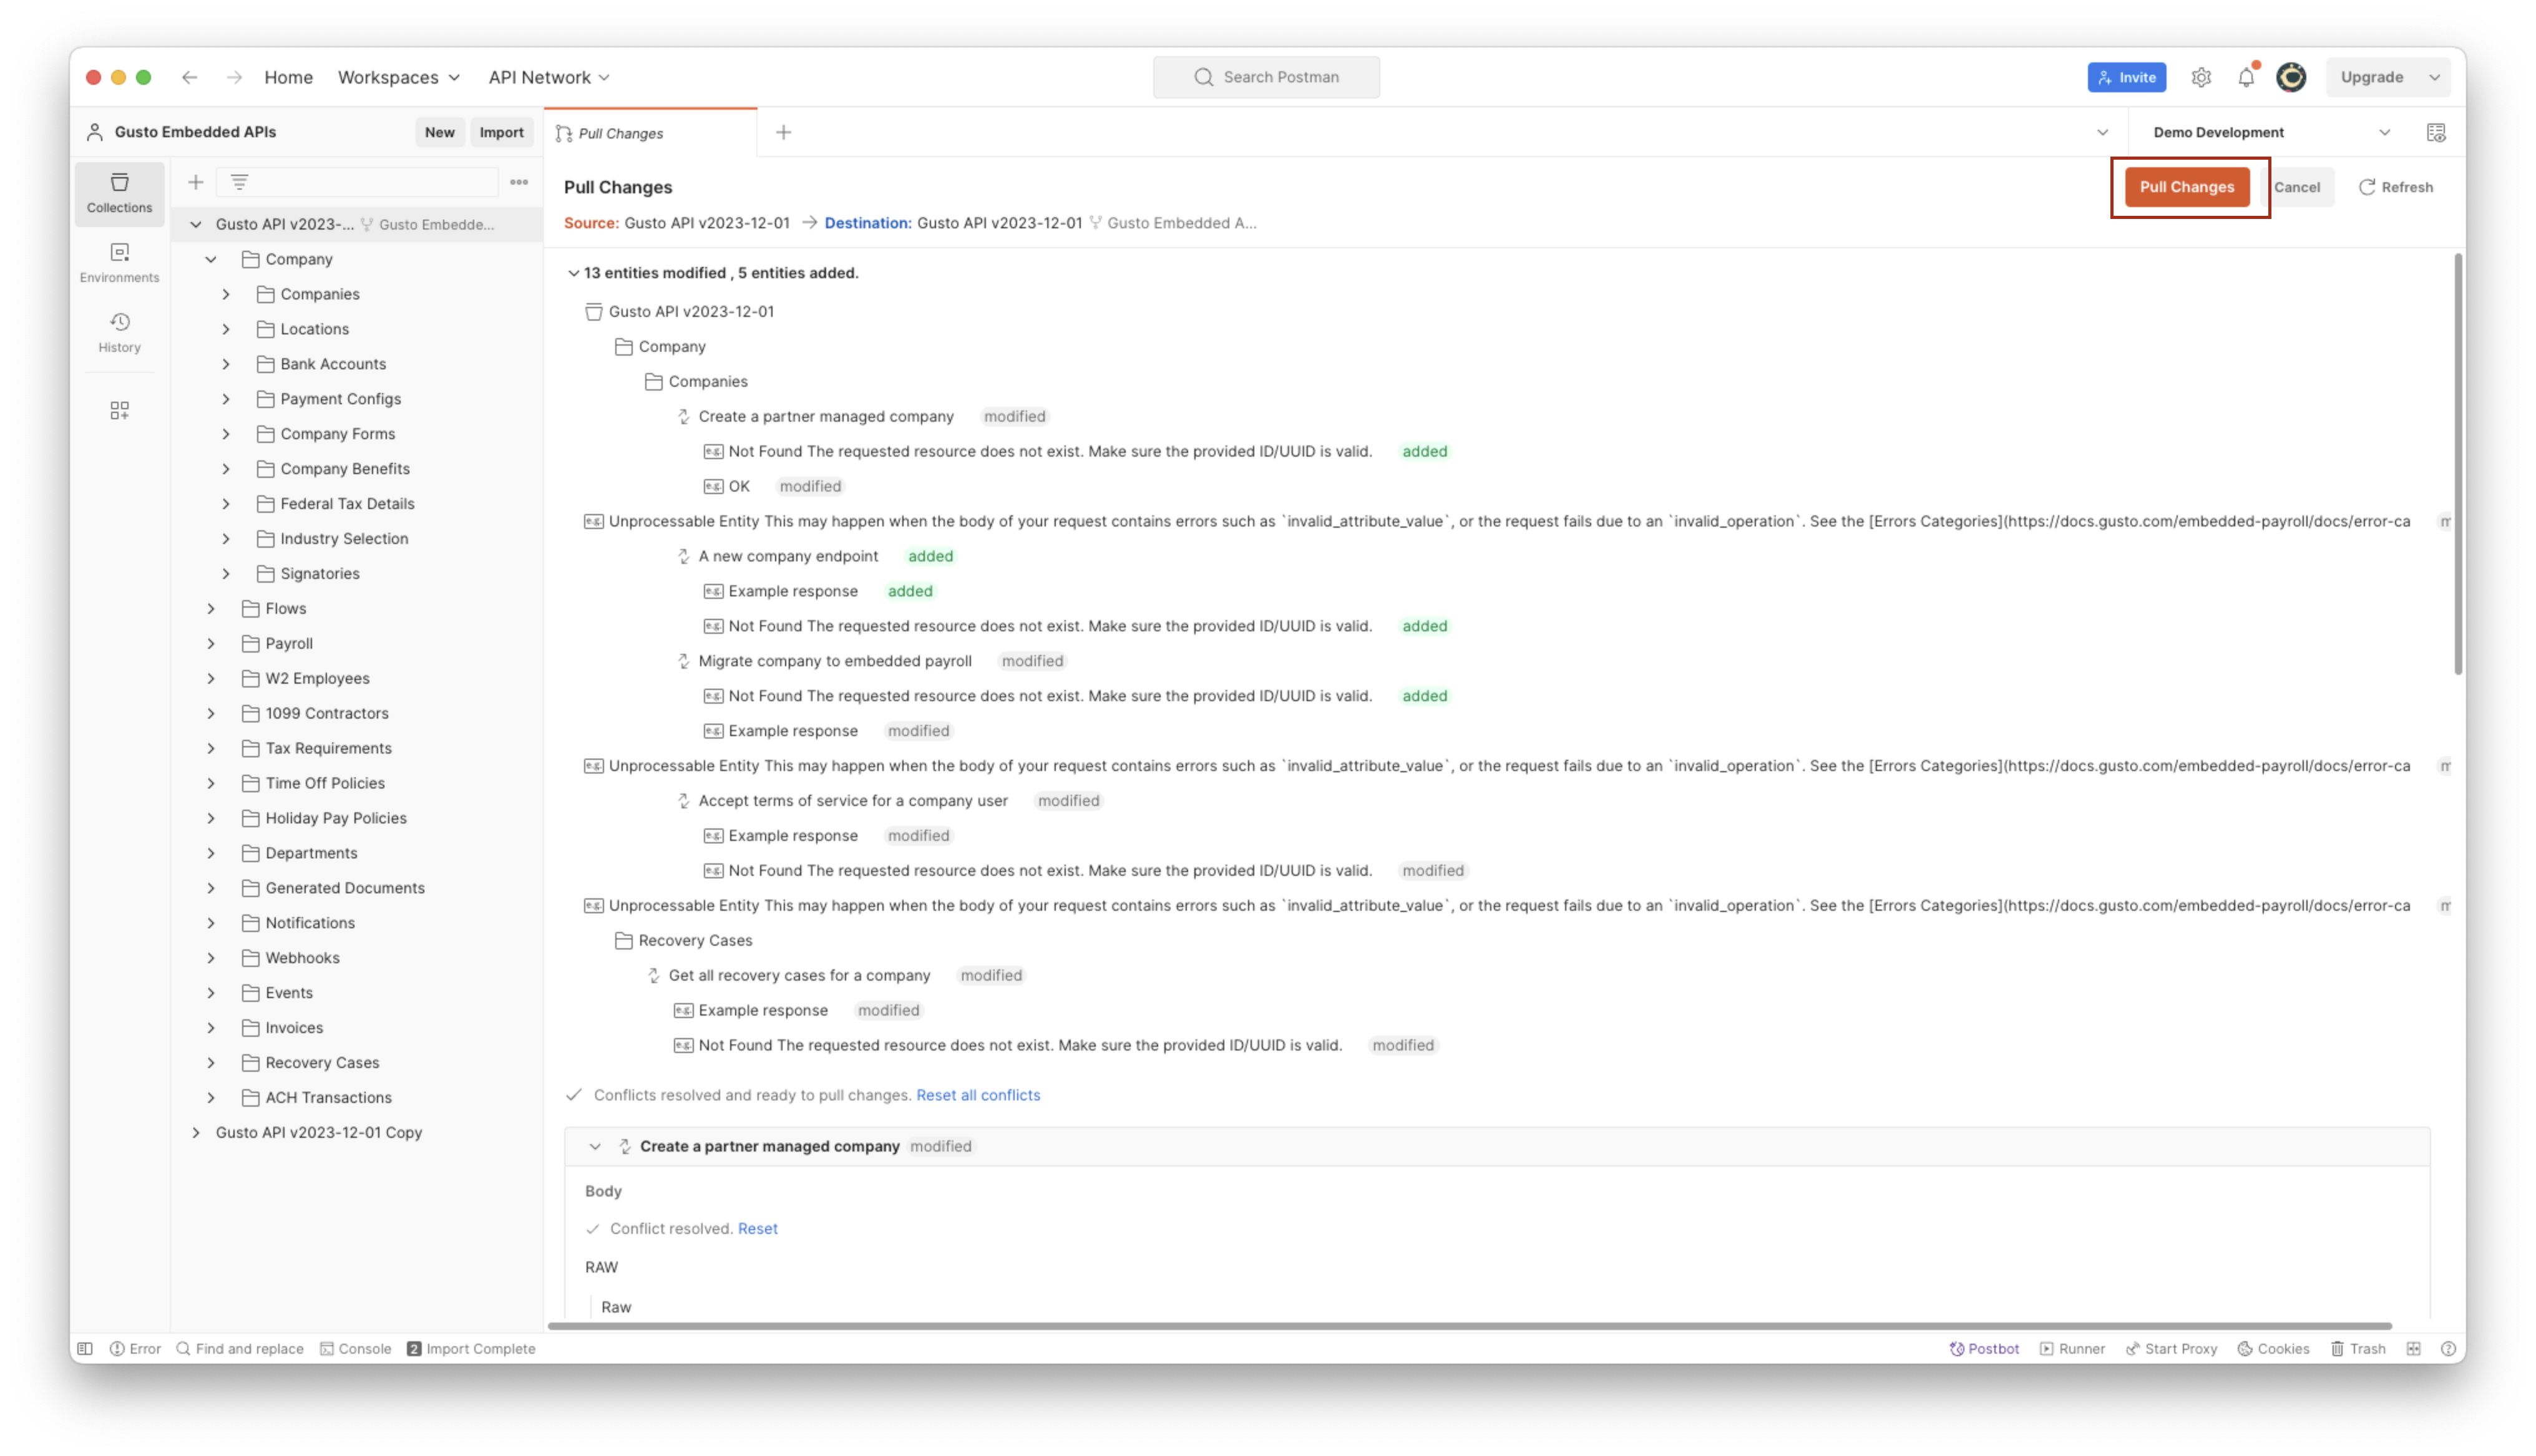 Home Workspaces API Network Search Postman Invite Upgrade
Gusto Embedded APIs New Import Pull Changes Demo Development
Collections
Environments
History
Gusto API v2023-... Gusto Embedde...
Company
Companies
Locations
Bank Accounts
Payment Configs
Company Forms
Company Benefits
Federal Tax Details
Industry Selection
Signatories
Flows
Payroll
W2 Employees
1099 Contractors
Tax Requirements
Time Off Policies
Holiday Pay Policies
Departments
Generated Documents
Notifications
Webhooks
Events
Invoices
Recovery Cases
ACH Transactions
Gusto API v2023-12-01 Copy
Pull Changes Pull Changes Cancel Refresh
Source: Gusto API v2023-12-01 → Destination: Gusto API v2023-12-01 Gusto Embedded A...
13 entities modified , 5 entities added.
Gusto API v2023-12-01
Company
Companies
Create a partner managed company modified
e.g. Not Found The requested resource does not exist. Make sure the provided ID/UUID is valid. added
e.g. OK modified
e.g. Unprocessable Entity This may happen when the body of your request contains errors such as `invalid_attribute_value`, or the request fails due to an `invalid_operation`. See the [Errors Categories](https://docs.gusto.com/embedded-payroll/docs/error-ca m
A new company endpoint added
e.g. Example response added
e.g. Not Found The requested resource does not exist. Make sure the provided ID/UUID is valid. added
Migrate company to embedded payroll modified
e.g. Not Found The requested resource does not exist. Make sure the provided ID/UUID is valid. added
e.g. Example response modified
e.g. Unprocessable Entity This may happen when the body of your request contains errors such as `invalid_attribute_value`, or the request fails due to an `invalid_operation`. See the [Errors Categories](https://docs.gusto.com/embedded-payroll/docs/error-ca m
Accept terms of service for a company user modified
e.g. Example response modified
e.g. Not Found The requested resource does not exist. Make sure the provided ID/UUID is valid. modified
e.g. Unprocessable Entity This may happen when the body of your request contains errors such as `invalid_attribute_value`, or the request fails due to an `invalid_operation`. See the [Errors Categories](https://docs.gusto.com/embedded-payroll/docs/error-ca m
Recovery Cases
Get all recovery cases for a company modified
e.g. Example response modified
e.g. Not Found The requested resource does not exist. Make sure the provided ID/UUID is valid. modified
Conflicts resolved and ready to pull changes. Reset all conflicts
Create a partner managed company modified
Body
Conflict resolved. Reset
RAW
Raw
Error Find and replace Console 2 Import Complete Postbot Runner Start Proxy Cookies Trash